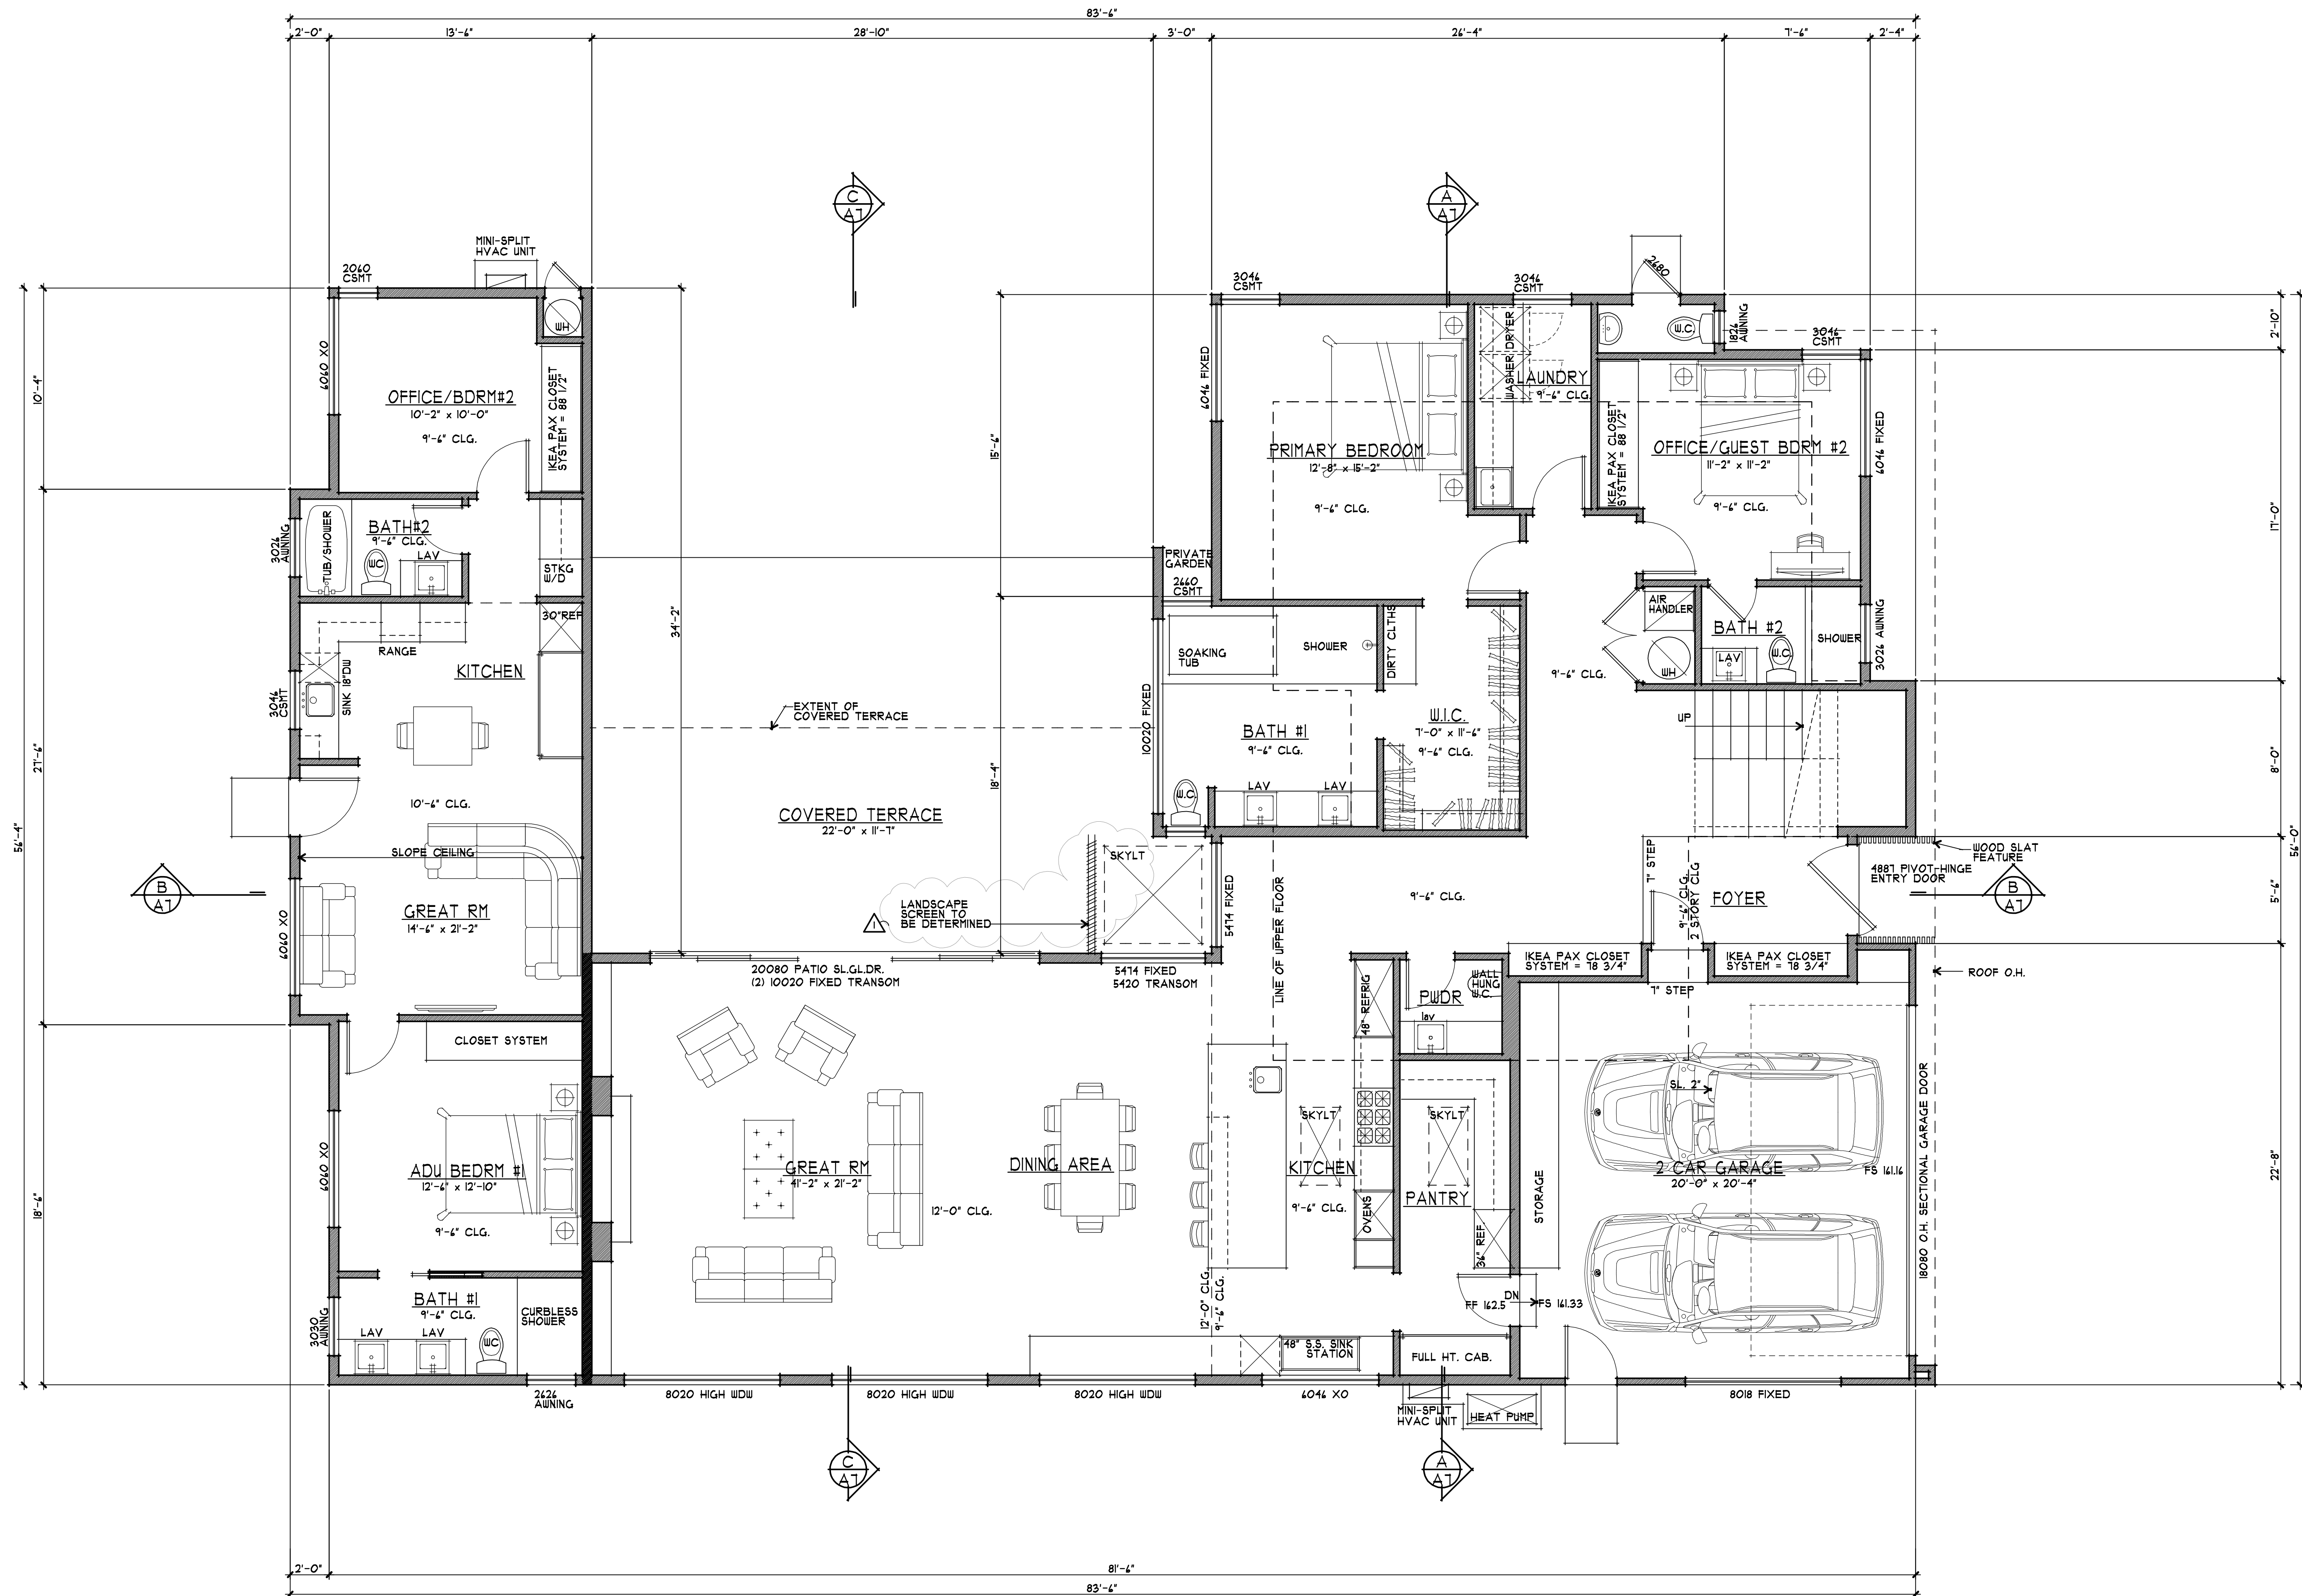 83'-6"
2'-0"
13'-6"
28'-10"
3'-0"
26'-4"
7'-6"
2'-4"
C
A7
A
A7
MINI-SPLIT
HVAC UNIT
2060
CSMT
WH
6060 XO
OFFICE/BDRM#2
10'-2" x 10'-0"
9'-6" CLG.
IKEA PAX CLOSET
SYSTEM = 88 1/2"
10'-4"
27'-6"
18'-6"
56'-4"
34'-2"
15'-6"
18'-4"
3046
CSMT
3046
CSMT
2680
W.C.
1826
AWNING
3046
CSMT
6046 FIXED
WASHER DRYER
LAUNDRY
9'-6" CLG.
PRIMARY BEDROOM
12'-8" x 15'-2"
9'-6" CLG.
IKEA PAX CLOSET
SYSTEM = 88 1/2"
OFFICE/GUEST BDRM #2
11'-2" x 11'-2"
9'-6" CLG.
6046 FIXED
2'-10"
17'-0"
8'-0"
5'-6"
22'-8"
56'-0"
3026
AWNING
TUB/SHOWER
BATH#2
9'-6" CLG.
WC
LAV
STKG
W/D
30"REF
RANGE
KITCHEN
SINK 18"DW
3046
CSMT
10'-6" CLG.
SLOPE CEILING
GREAT RM
14'-6" x 21'-2"
6060 XO
B
A7
PRIVATE
GARDEN
2660
CSMT
SOAKING
TUB
SHOWER
DIRTY CLTHS
10020 FIXED
BATH #1
9'-6" CLG.
W.I.C.
7'-0" x 11'-6"
9'-6" CLG.
W.C.
LAV
LAV
9'-6" CLG.
AIR
HANDLER
WH
BATH #2
LAV
W.C.
SHOWER
3026 AWNING
UP
EXTENT OF
COVERED TERRACE
COVERED TERRACE
22'-0" x 11'-7"
SKYLT
LANDSCAPE
SCREEN TO
BE DETERMINED
1
5474 FIXED
LINE OF UPPER FLOOR
9'-6" CLG.
7" STEP
9'-6" CLG.
2 STORY CLG
FOYER
WOOD SLAT
FEATURE
4887 PIVOT-HINGE
ENTRY DOOR
B
A7
ROOF O.H.
20080 PATIO SL.GL.DR.
(2) 10020 FIXED TRANSOM
5474 FIXED
5420 TRANSOM
IKEA PAX CLOSET
SYSTEM = 78 3/4"
IKEA PAX CLOSET
SYSTEM = 78 3/4"
7" STEP
48" REFRIG
PWDR
lav
WALL
HUNG
W.C.
CLOSET SYSTEM
6060 XO
ADU BEDRM #1
12'-6" x 12'-10"
9'-6" CLG.
GREAT RM
41'-2" x 21'-2"
12'-0" CLG.
DINING AREA
SKYLT
KITCHEN
9'-6" CLG.
OVENS
SKYLT
PANTRY
36" REF
STORAGE
SL. 2"
2 CAR GARAGE
20'-0" x 20'-4"
FS 161.16
18080 O.H. SECTIONAL GARAGE DOOR
12'-0" CLG.
9'-6" CLG.
DN
FF 162.5
FS 161.33
BATH #1
9'-6" CLG.
CURBLESS
SHOWER
3030
AWNING
LAV
LAV
WC
48" S.S. SINK
STATION
FULL HT. CAB.
2626
AWNING
8020 HIGH WDW
8020 HIGH WDW
8020 HIGH WDW
6046 XO
MINI-SPLIT
HVAC UNIT
HEAT PUMP
8018 FIXED
C
A7
A
A7
2'-0"
81'-6"
83'-6"